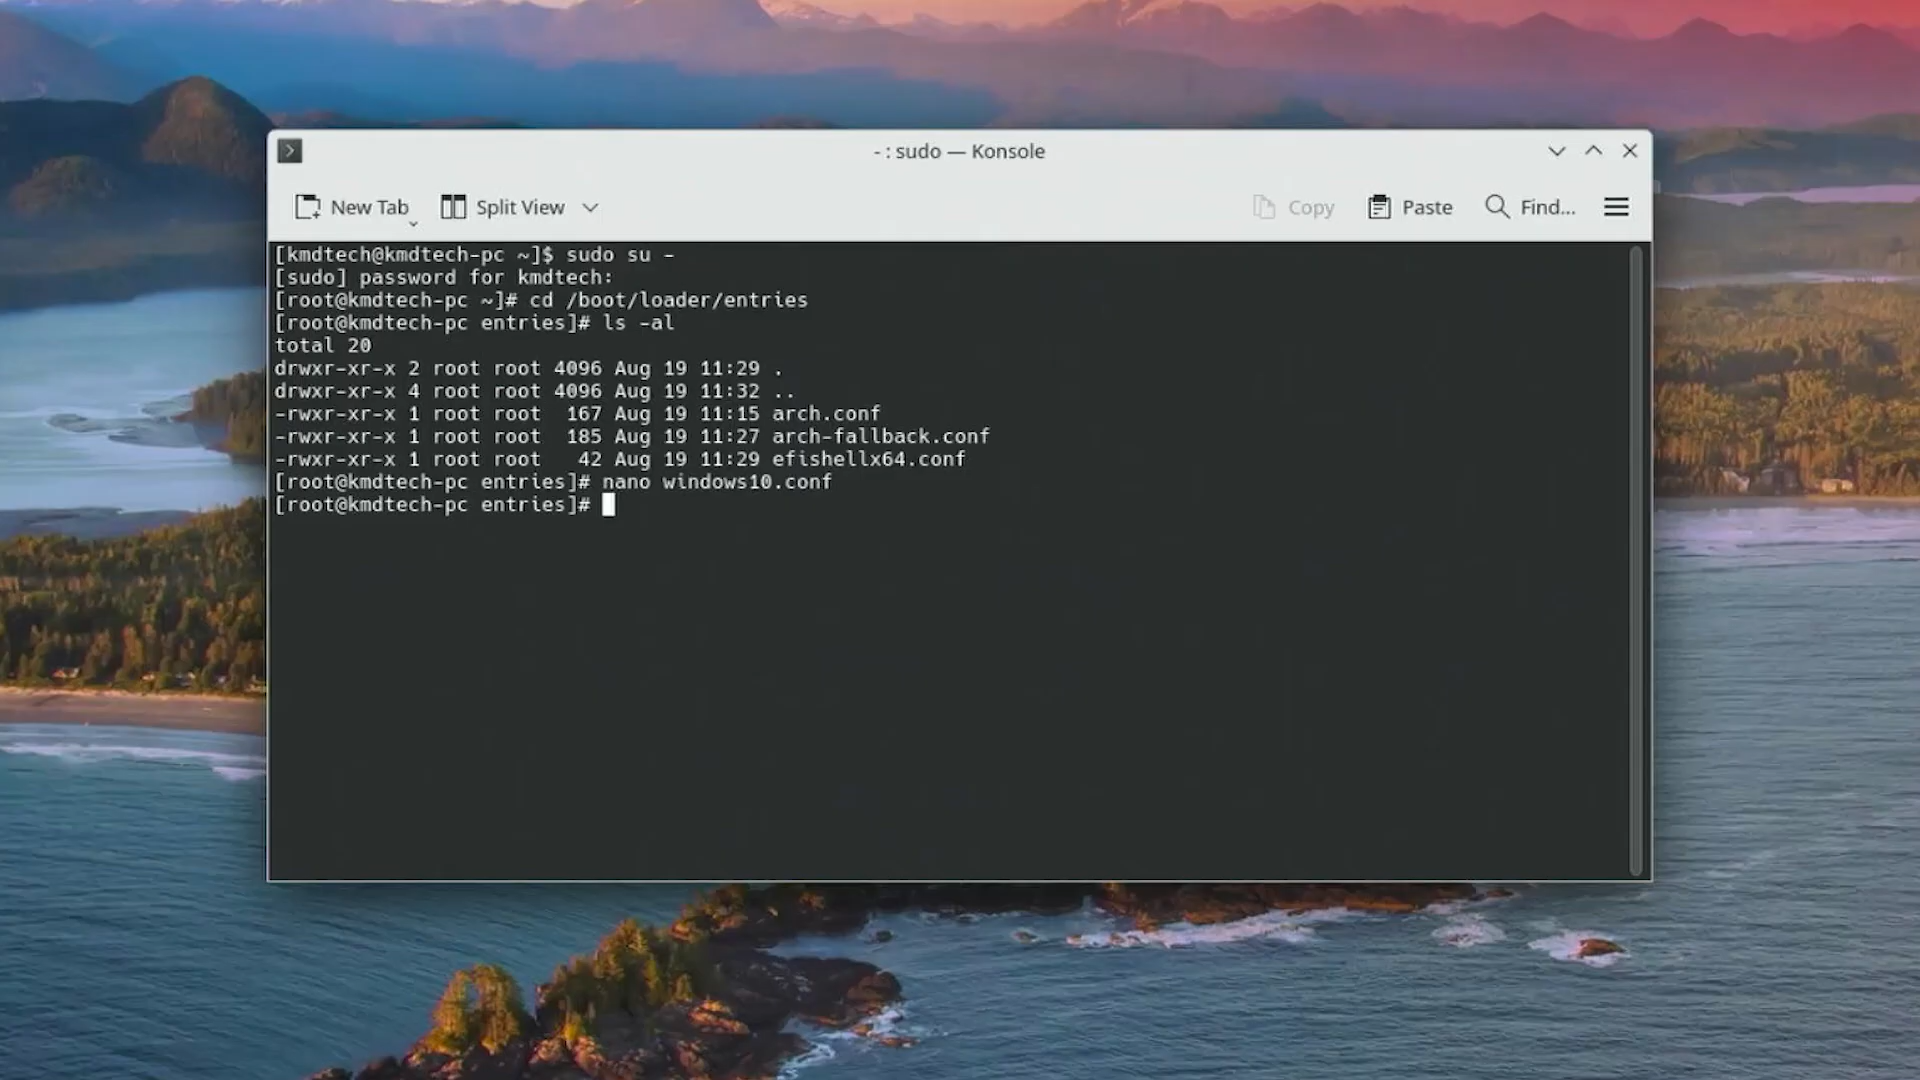 - : sudo — Konsole
New Tab Split View Copy Paste Find...
[kmdtech@kmdtech-pc ~]$ sudo su -
[sudo] password for kmdtech:
[root@kmdtech-pc ~]# cd /boot/loader/entries
[root@kmdtech-pc entries]# ls -al
total 20
drwxr-xr-x 2 root root 4096 Aug 19 11:29 .
drwxr-xr-x 4 root root 4096 Aug 19 11:32 ..
-rwxr-xr-x 1 root root  167 Aug 19 11:15 arch.conf
-rwxr-xr-x 1 root root  185 Aug 19 11:27 arch-fallback.conf
-rwxr-xr-x 1 root root   42 Aug 19 11:29 efishellx64.conf
[root@kmdtech-pc entries]# nano windows10.conf
[root@kmdtech-pc entries]#